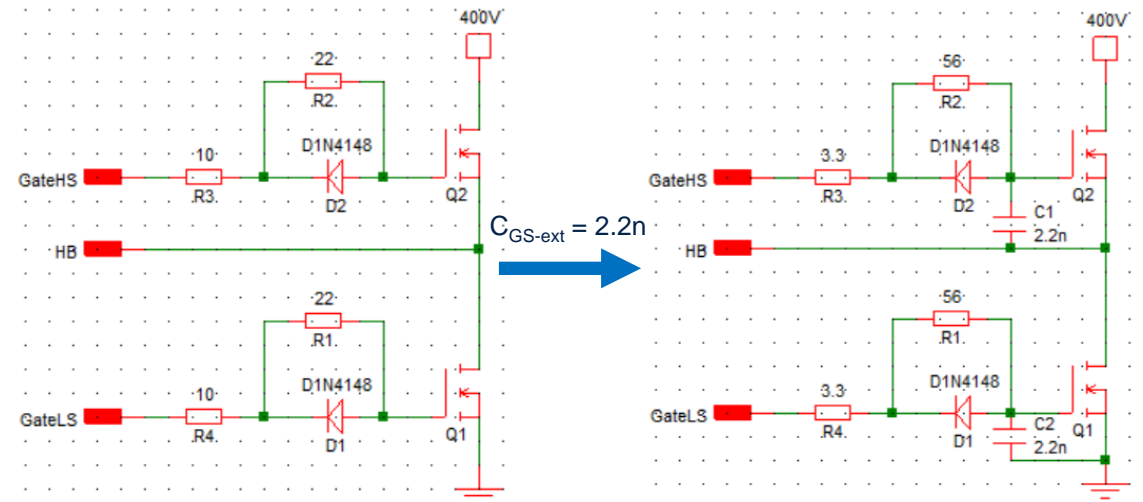 400V
22
R2
D1N4148
10
GateHS
R3
D2
Q2
HB
22
R1
D1N4148
10
GateLS
R4
D1
Q1
C_GS-ext = 2.2n
400V
56
R2
D1N4148
3.3
GateHS
R3
D2
Q2
C1
2.2n
HB
56
R1
D1N4148
3.3
GateLS
R4
D1
C2
2.2n
Q1